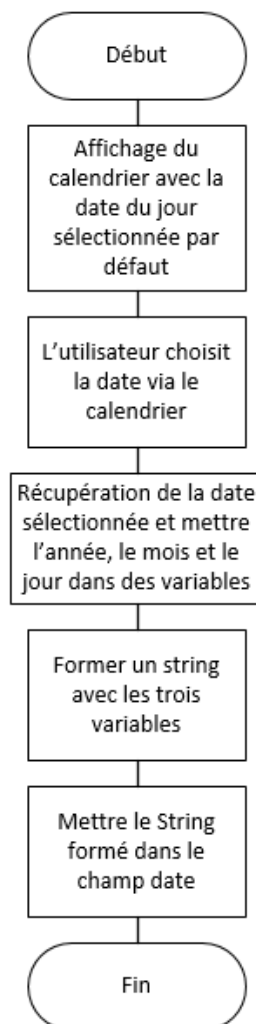 Début
Affichage du
calendrier avec la
date du jour
sélectionnée par
défaut
L'utilisateur choisit
la date via le
calendrier
Récupération de la date
sélectionnée et mettre
l'année, le mois et le
jour dans des variables
Former un string
avec les trois
variables
Mettre le String
formé dans le
champ date
Fin